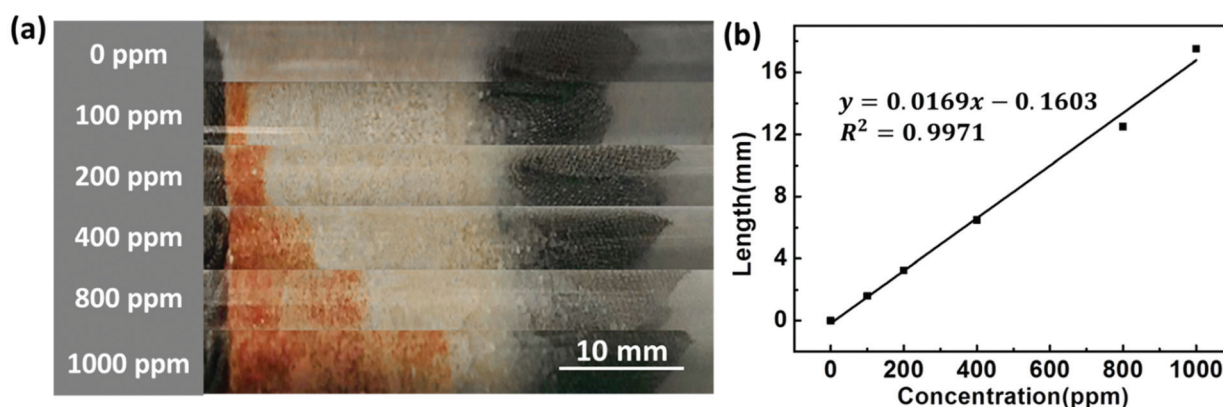 (a)
0 ppm
100 ppm
200 ppm
400 ppm
800 ppm
1000 ppm
10 mm
(b)
Length(mm)
16
12
8
4
0
y = 0.0169x − 0.1603
R² = 0.9971
0 200 400 600 800 1000
Concentration(ppm)